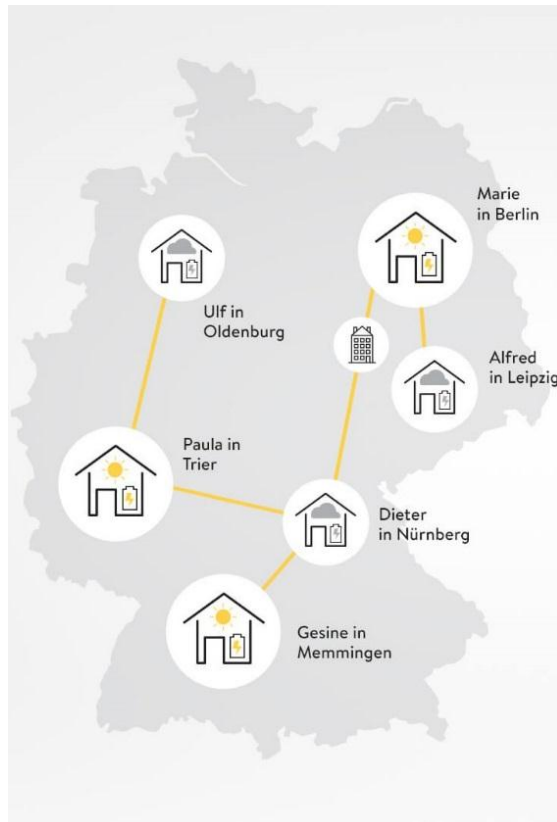 Marie
in Berlin
Ulf in
Oldenburg
Alfred
in Leipzig
Paula in
Trier
Dieter
in Nürnberg
Gesine in
Memmingen